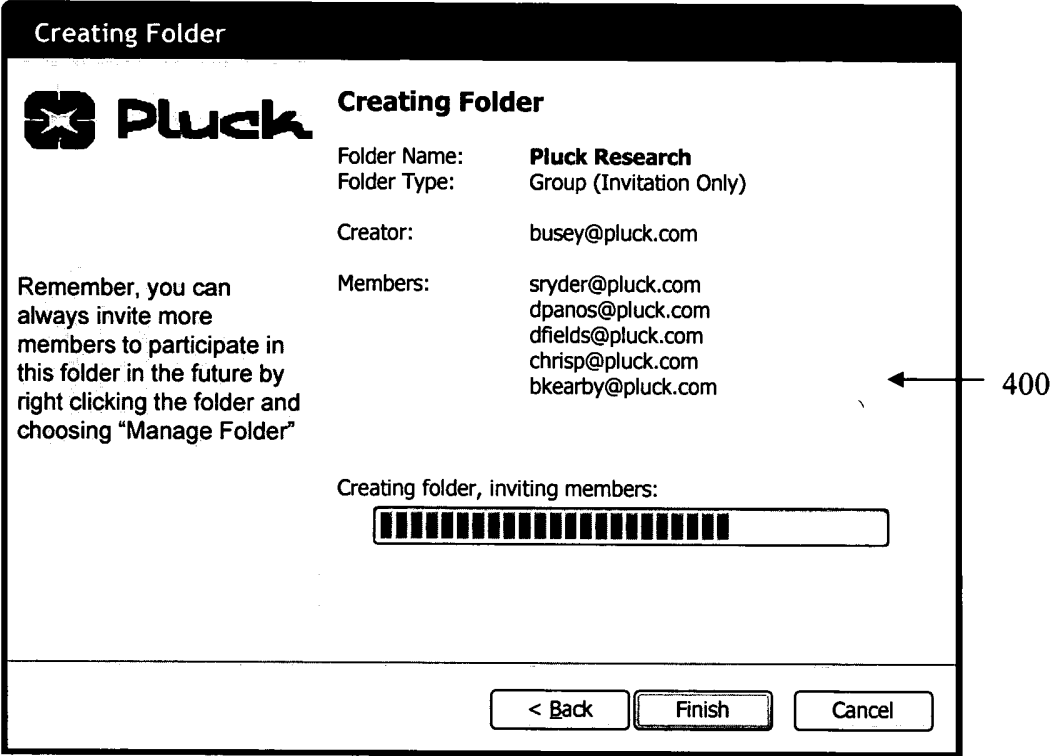 Creating Folder
Pluck
Creating Folder
Folder Name: Pluck Research
Folder Type: Group (Invitation Only)
Creator: busey@pluck.com
Members: sryder@pluck.com
dpanos@pluck.com
dfields@pluck.com
chrisp@pluck.com
bkearby@pluck.com
400
Remember, you can
always invite more
members to participate in
this folder in the future by
right clicking the folder and
choosing “Manage Folder”
Creating folder, inviting members:
< Back Finish Cancel